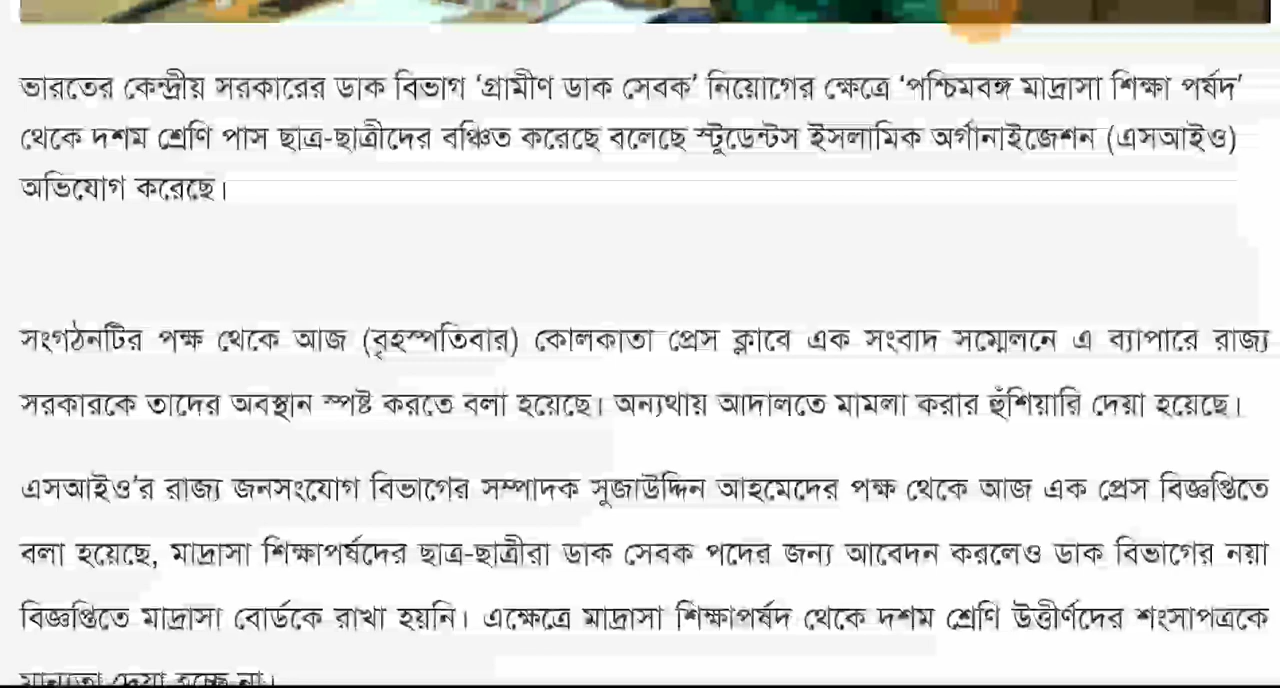 ভারতের কেন্দ্রীয় সরকারের ডাক বিভাগ ‘গ্রামীণ ডাক সেবক’ নিয়োগের ক্ষেত্রে ‘পশ্চিমবঙ্গ মাদ্রাসা শিক্ষা পর্ষদ’
থেকে দশম শ্রেণি পাস ছাত্র-ছাত্রীদের বঞ্চিত করেছে বলেছে স্টুডেন্টস ইসলামিক অর্গানাইজেশন (এসআইও)
অভিযোগ করেছে।
সংগঠনটির পক্ষ থেকে আজ (বৃহস্পতিবার) কোলকাতা প্রেস ক্লাবে এক সংবাদ সম্মেলনে এ ব্যাপারে রাজ্য
সরকারকে তাদের অবস্থান স্পষ্ট করতে বলা হয়েছে। অন্যথায় আদালতে মামলা করার হুঁশিয়ারি দেয়া হয়েছে।
এসআইও’র রাজ্য জনসংযোগ বিভাগের সম্পাদক সুজাউদ্দিন আহমেদের পক্ষ থেকে আজ এক প্রেস বিজ্ঞপ্তিতে
বলা হয়েছে, মাদ্রাসা শিক্ষাপর্ষদের ছাত্র-ছাত্রীরা ডাক সেবক পদের জন্য আবেদন করলেও ডাক বিভাগের নয়া
বিজ্ঞপ্তিতে মাদ্রাসা বোর্ডকে রাখা হয়নি। এক্ষেত্রে মাদ্রাসা শিক্ষাপর্ষদ থেকে দশম শ্রেণি উত্তীর্ণদের শংসাপত্রকে
মান্যতা দেয়া হচ্ছে না।